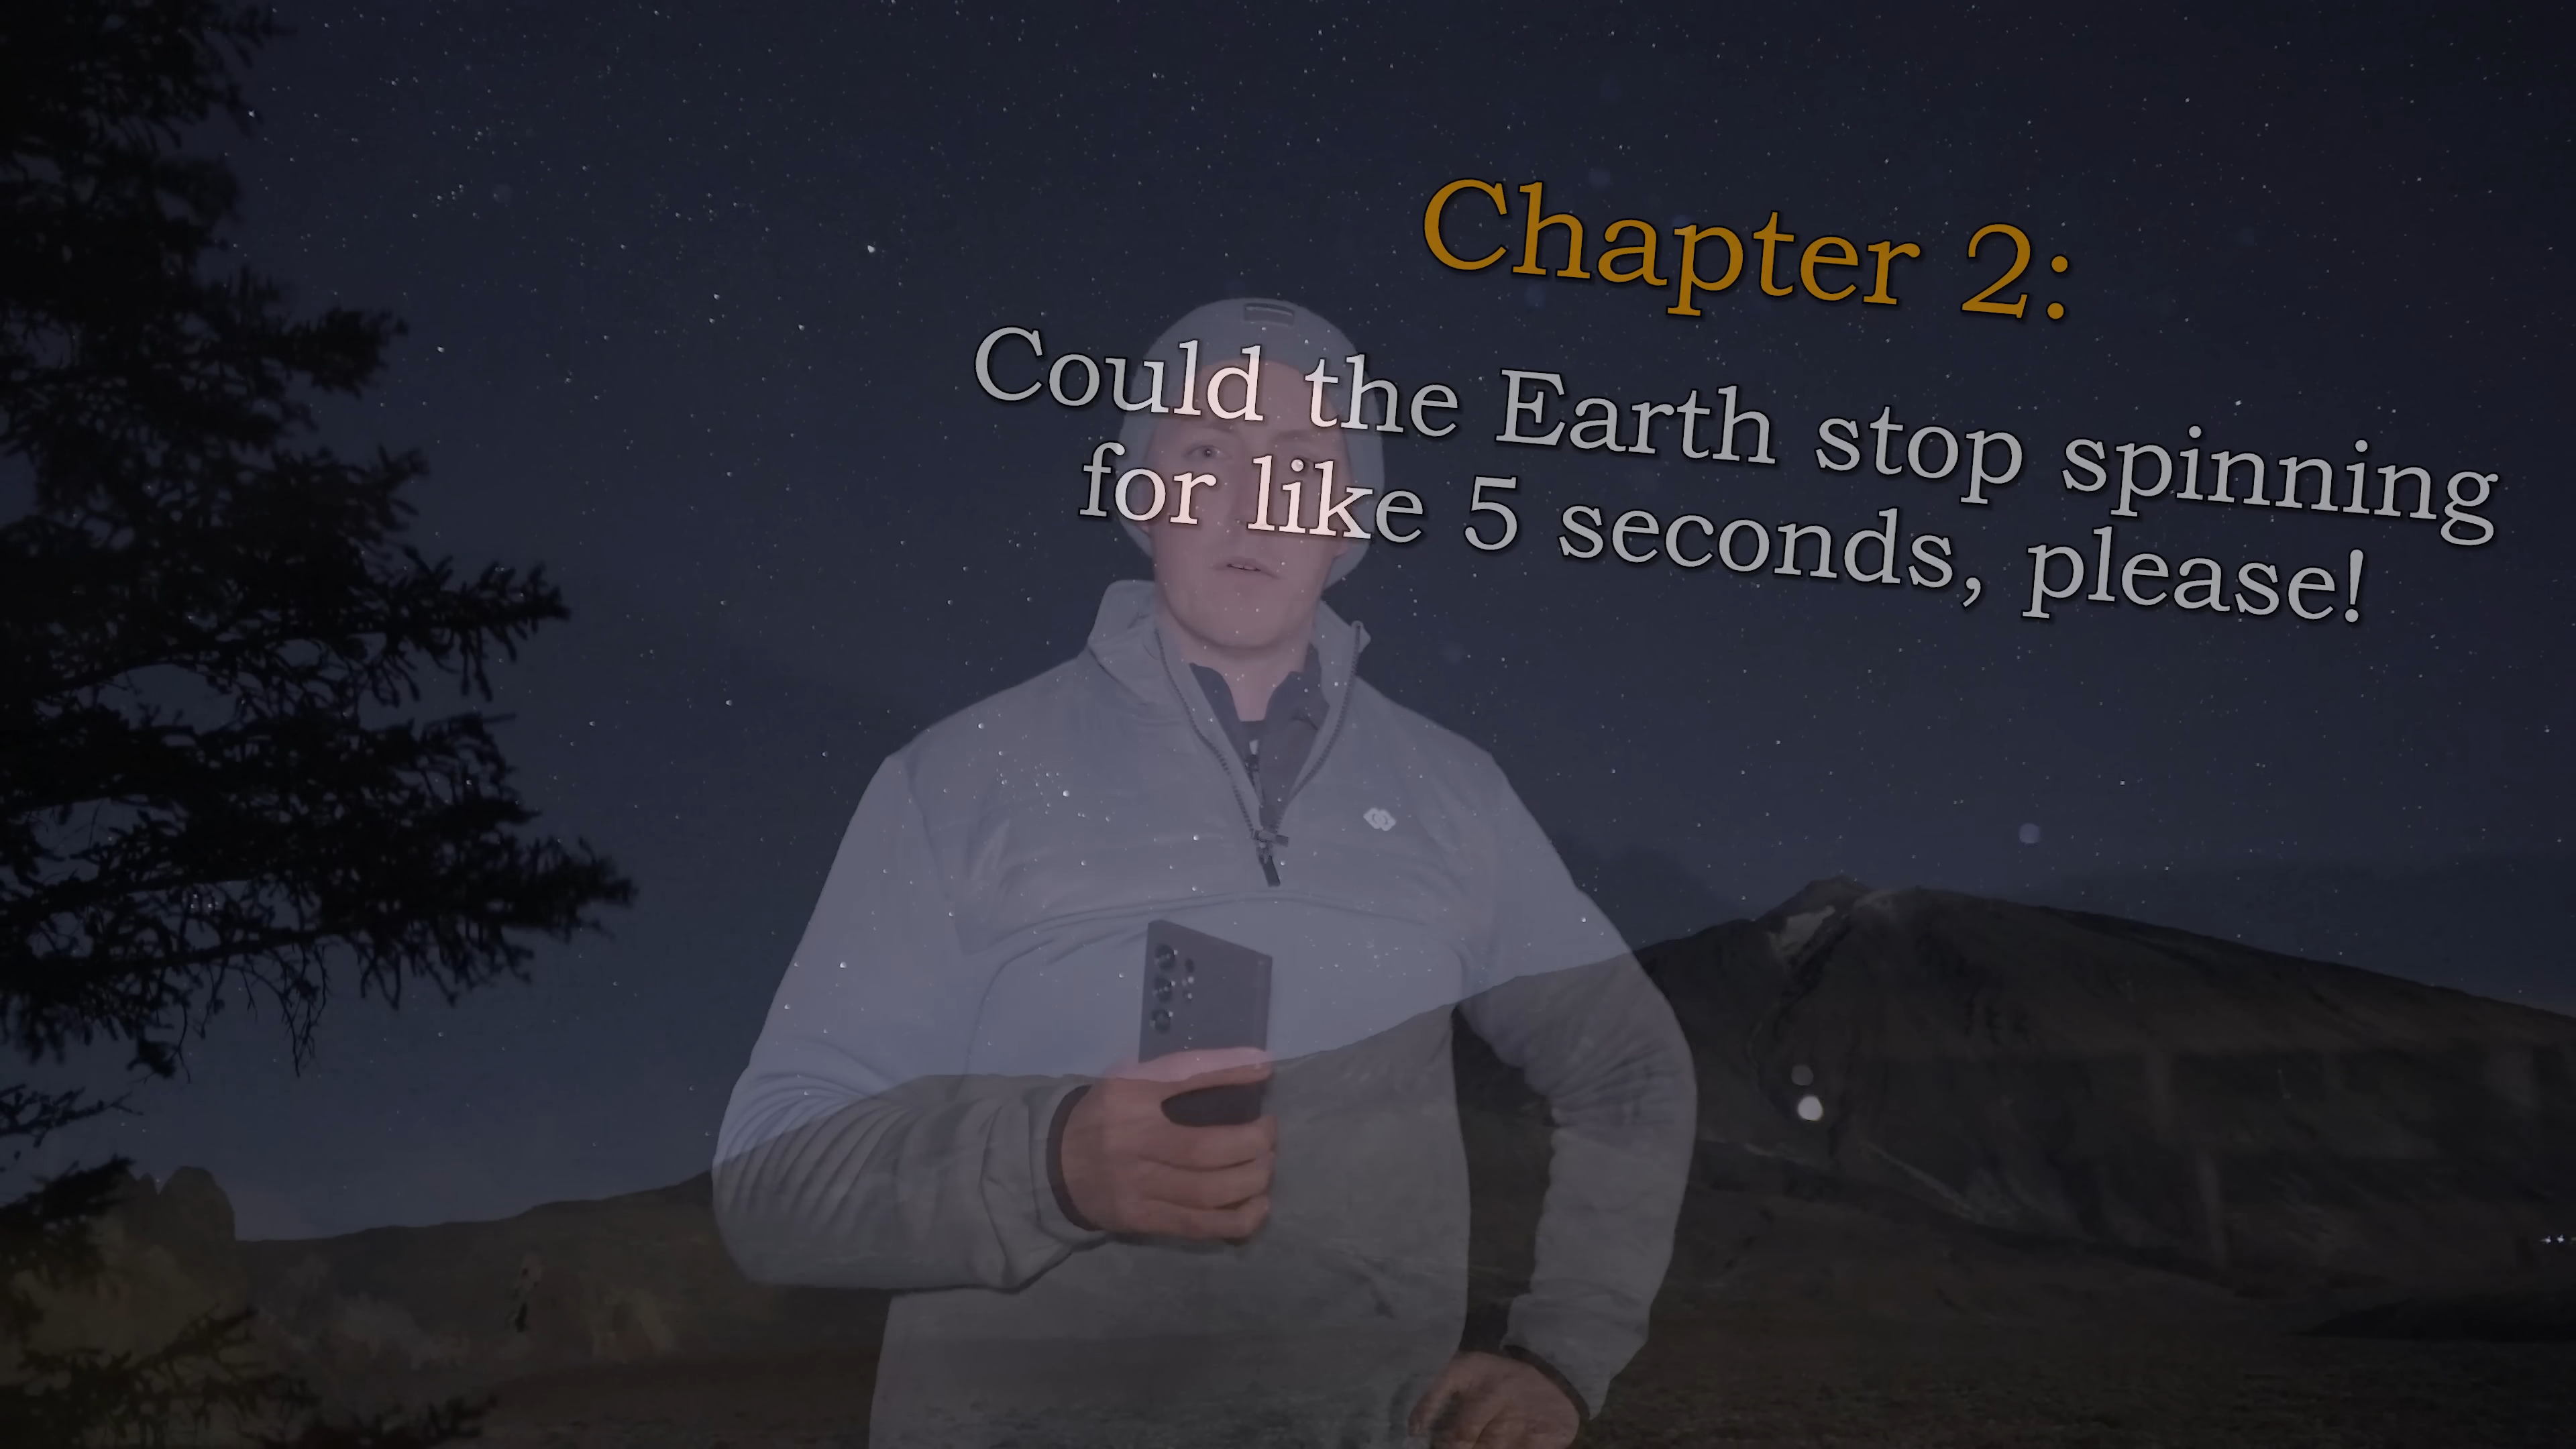 Chapter 2:
Could the Earth stop spinning
for like 5 seconds, please!